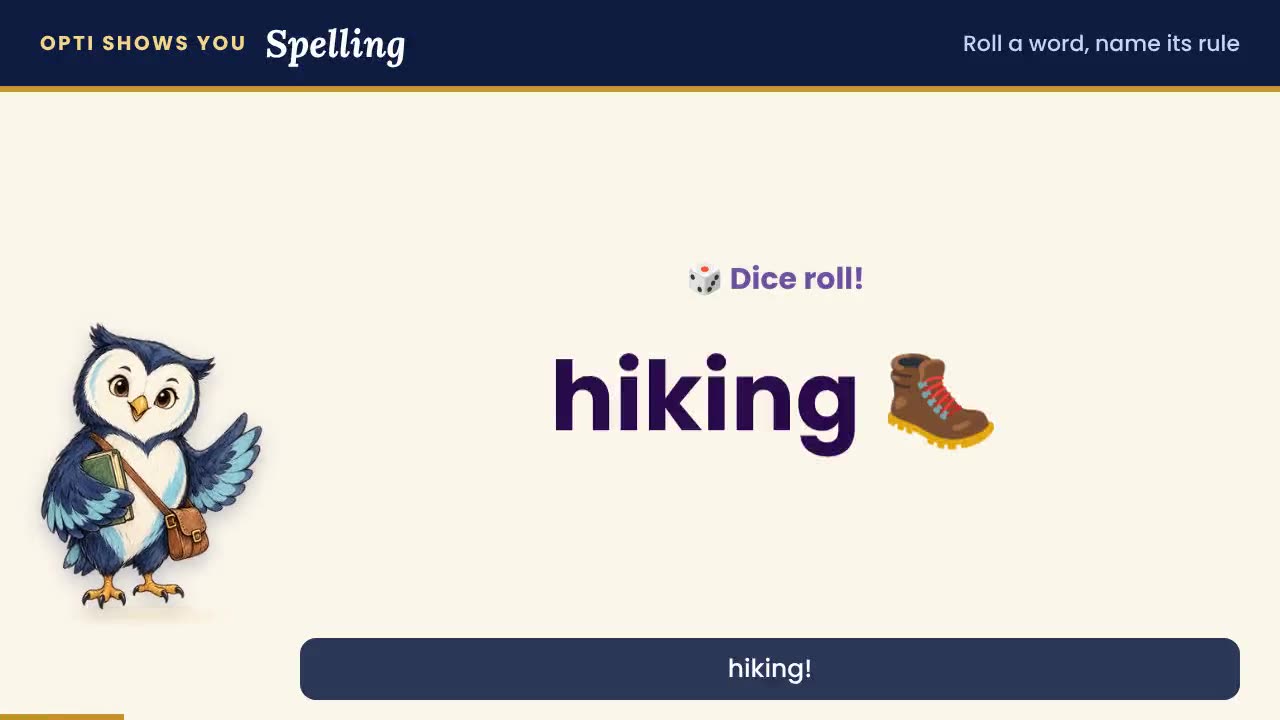 OPTI SHOWS YOU Spelling
Roll a word, name its rule
Dice roll!
hiking
hiking!